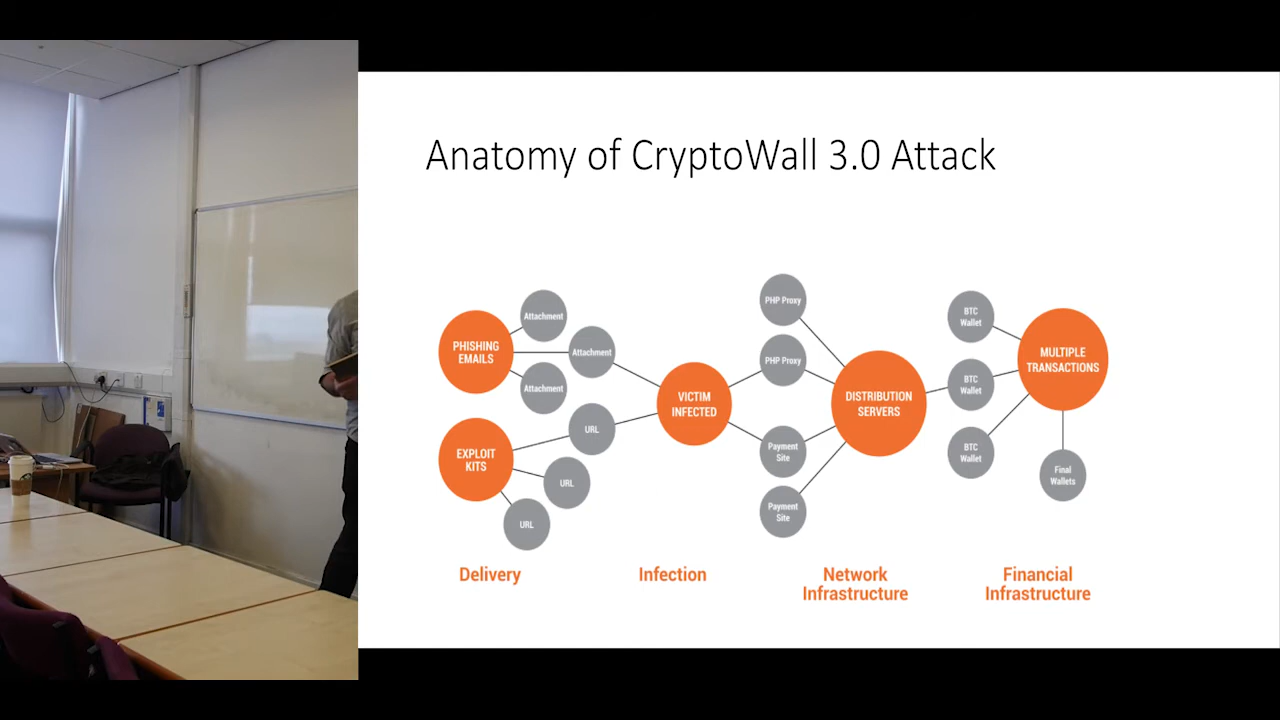 Anatomy of CryptoWall 3.0 Attack
PHISHING
EMAILS
Attachment
Attachment
Attachment
EXPLOIT
KITS
URL
URL
URL
VICTIM
INFECTED
PHP Proxy
PHP Proxy
Payment
Site
Payment
Site
DISTRIBUTION
SERVERS
BTC
Wallet
BTC
Wallet
BTC
Wallet
MULTIPLE
TRANSACTIONS
Final
Wallets
Delivery
Infection
Network
Infrastructure
Financial
Infrastructure